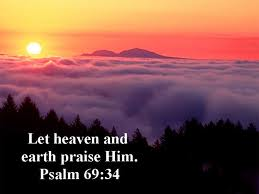 Let heaven and
earth praise Him.
Psalm 69:34